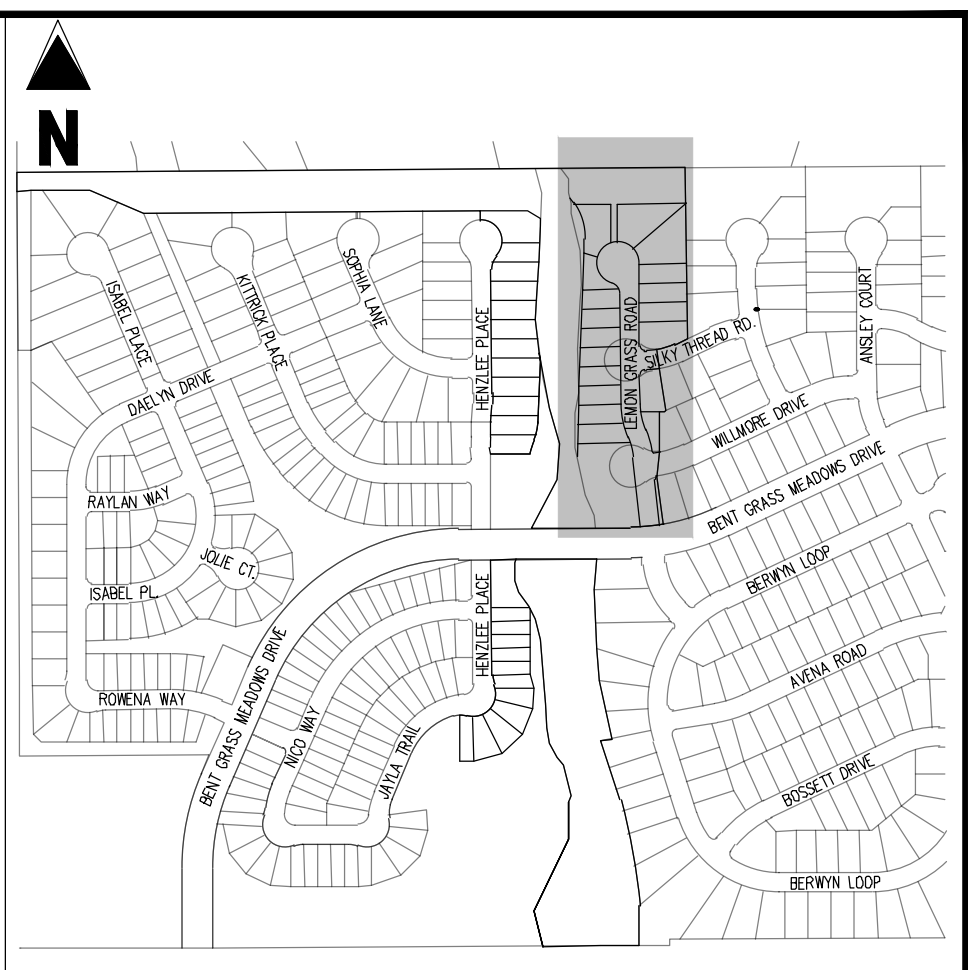 N
ISABEL PLACE
KITTRICK PLACE
SOPHIA LANE
HENZLEE PLACE
LEMON GRASS ROAD
SILKY THREAD RD.
ANSLEY COURT
DAELYN DRIVE
WILLMORE DRIVE
BENT GRASS MEADOWS DRIVE
RAYLAN WAY
JOLIE CT.
ISABEL PL.
BERWYN LOOP
HENZLEE PLACE
BENT GRASS MEADOWS DRIVE
AVENA ROAD
ROWENA WAY
NICO WAY
JAYLA TRAIL
BOSSETT DRIVE
BERWYN LOOP